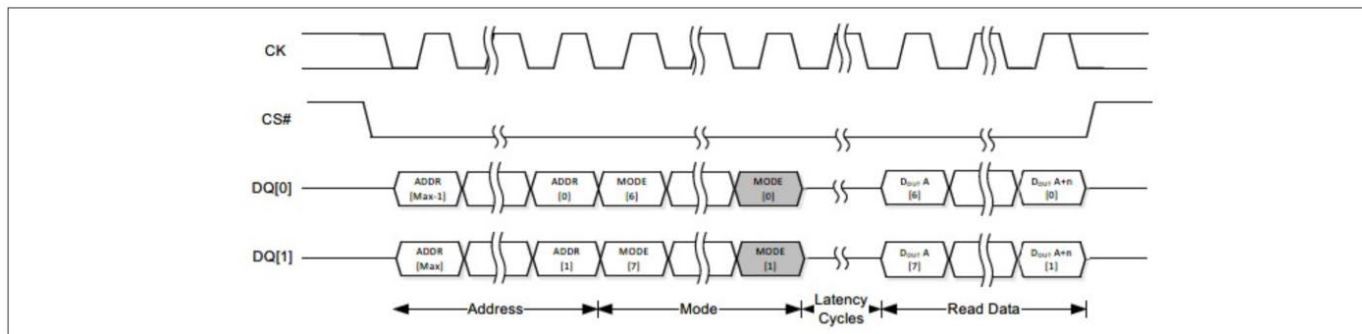 CK
CS#
DQ[0]
ADDR
[Max-1]
ADDR
[0]
MODE
[6]
MODE
[0]
DOUT A
[6]
DOUT A+n
[0]
DQ[1]
ADDR
[Max]
ADDR
[1]
MODE
[7]
MODE
[1]
DOUT A
[7]
DOUT A+n
[1]
Address
Mode
Latency
Cycles
Read Data